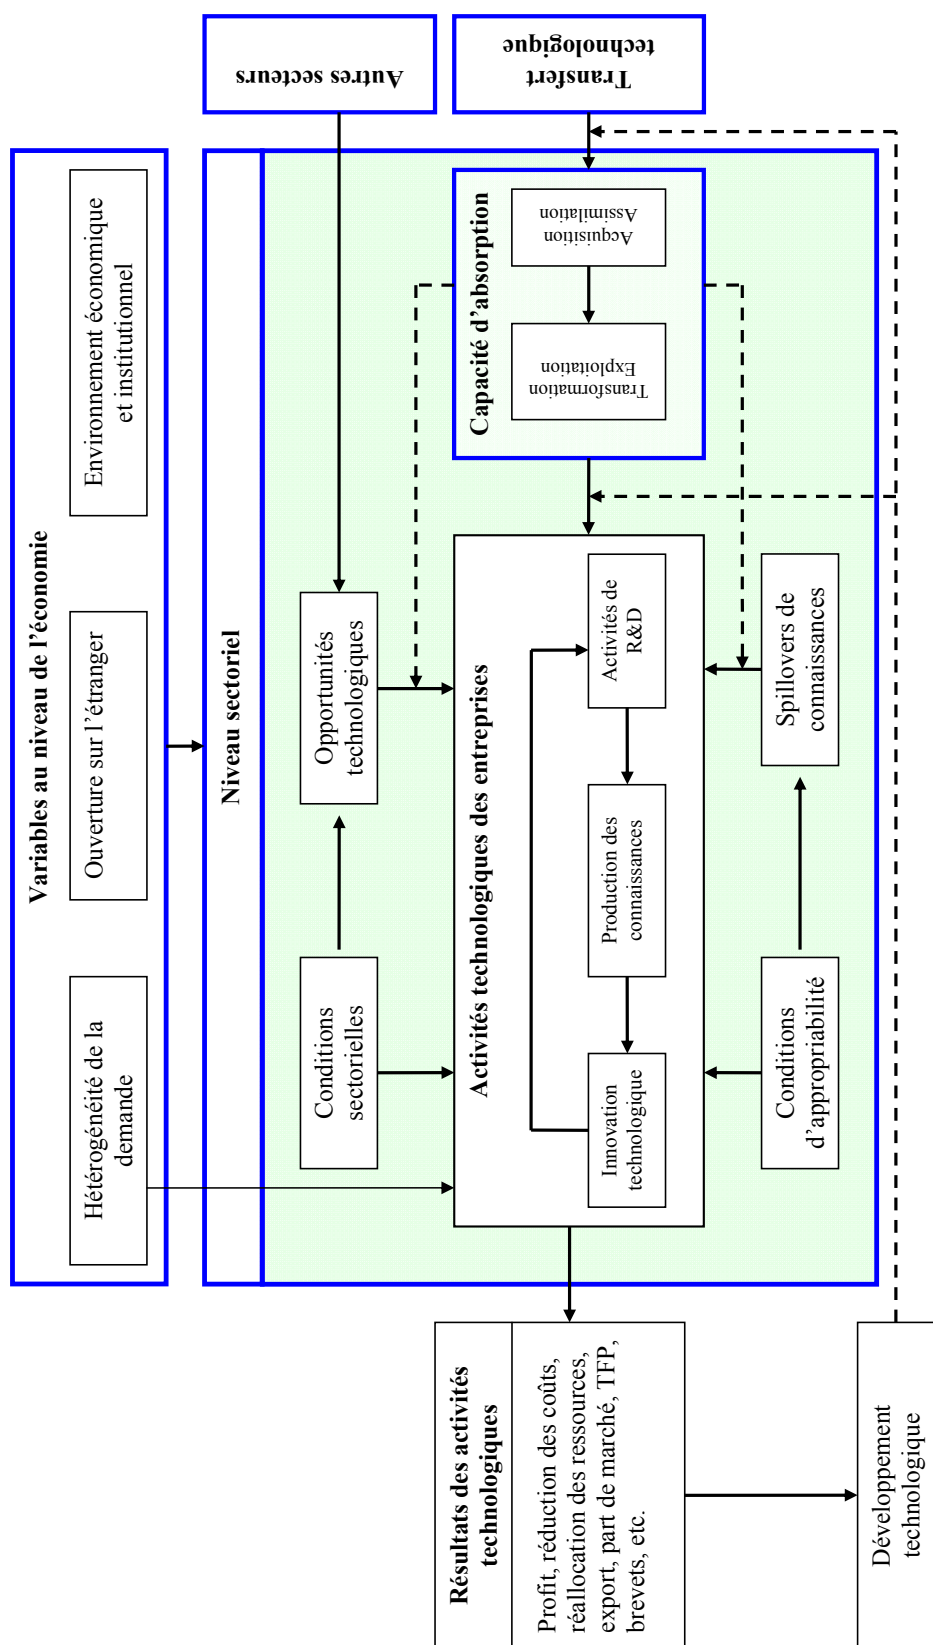 Variables au niveau de l’économie
Hétérogénéité de la
demande
Ouverture sur l’étranger
Environnement économique
et institutionnel
Niveau sectoriel
Autres secteurs
Conditions
sectorielles
Opportunités
technologiques
Résultats des activités
technologiques
Profit, réduction des coûts,
réallocation des ressources,
export, part de marché, TFP,
brevets, etc.
Activités technologiques des entreprises
Innovation
technologique
Production des
connaissances
Activités de
R&D
Capacité d’absorption
Transformation
Exploitation
Acquisition
Assimilation
Transfert
technologique
Conditions
d’appropriabilité
Spillovers de
connaissances
Développement
technologique